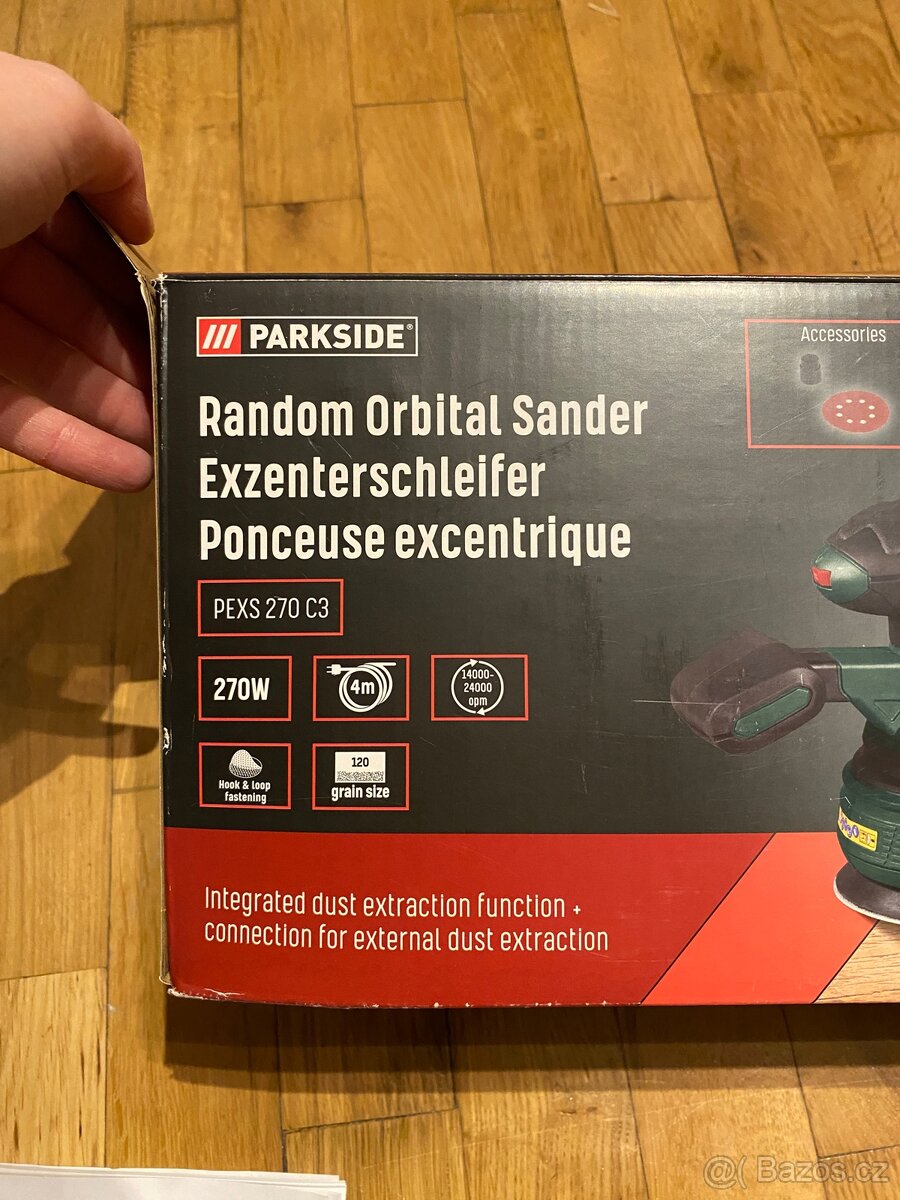 PARKSIDE®
Accessories
Random Orbital Sander
Exzenterschleifer
Ponceuse excentrique
PEXS 270 C3
270W
4m
14000-
24000
opm
Hook & loop
fastening
120
grain size
Integrated dust extraction function +
connection for external dust extraction
@( Bazos.cz